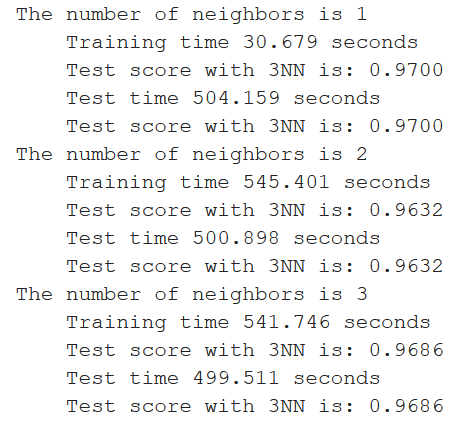 The number of neighbors is 1
Training time 30.679 seconds
Test score with 3NN is: 0.9700
Test time 504.159 seconds
Test score with 3NN is: 0.9700
The number of neighbors is 2
Training time 545.401 seconds
Test score with 3NN is: 0.9632
Test time 500.898 seconds
Test score with 3NN is: 0.9632
The number of neighbors is 3
Training time 541.746 seconds
Test score with 3NN is: 0.9686
Test time 499.511 seconds
Test score with 3NN is: 0.9686